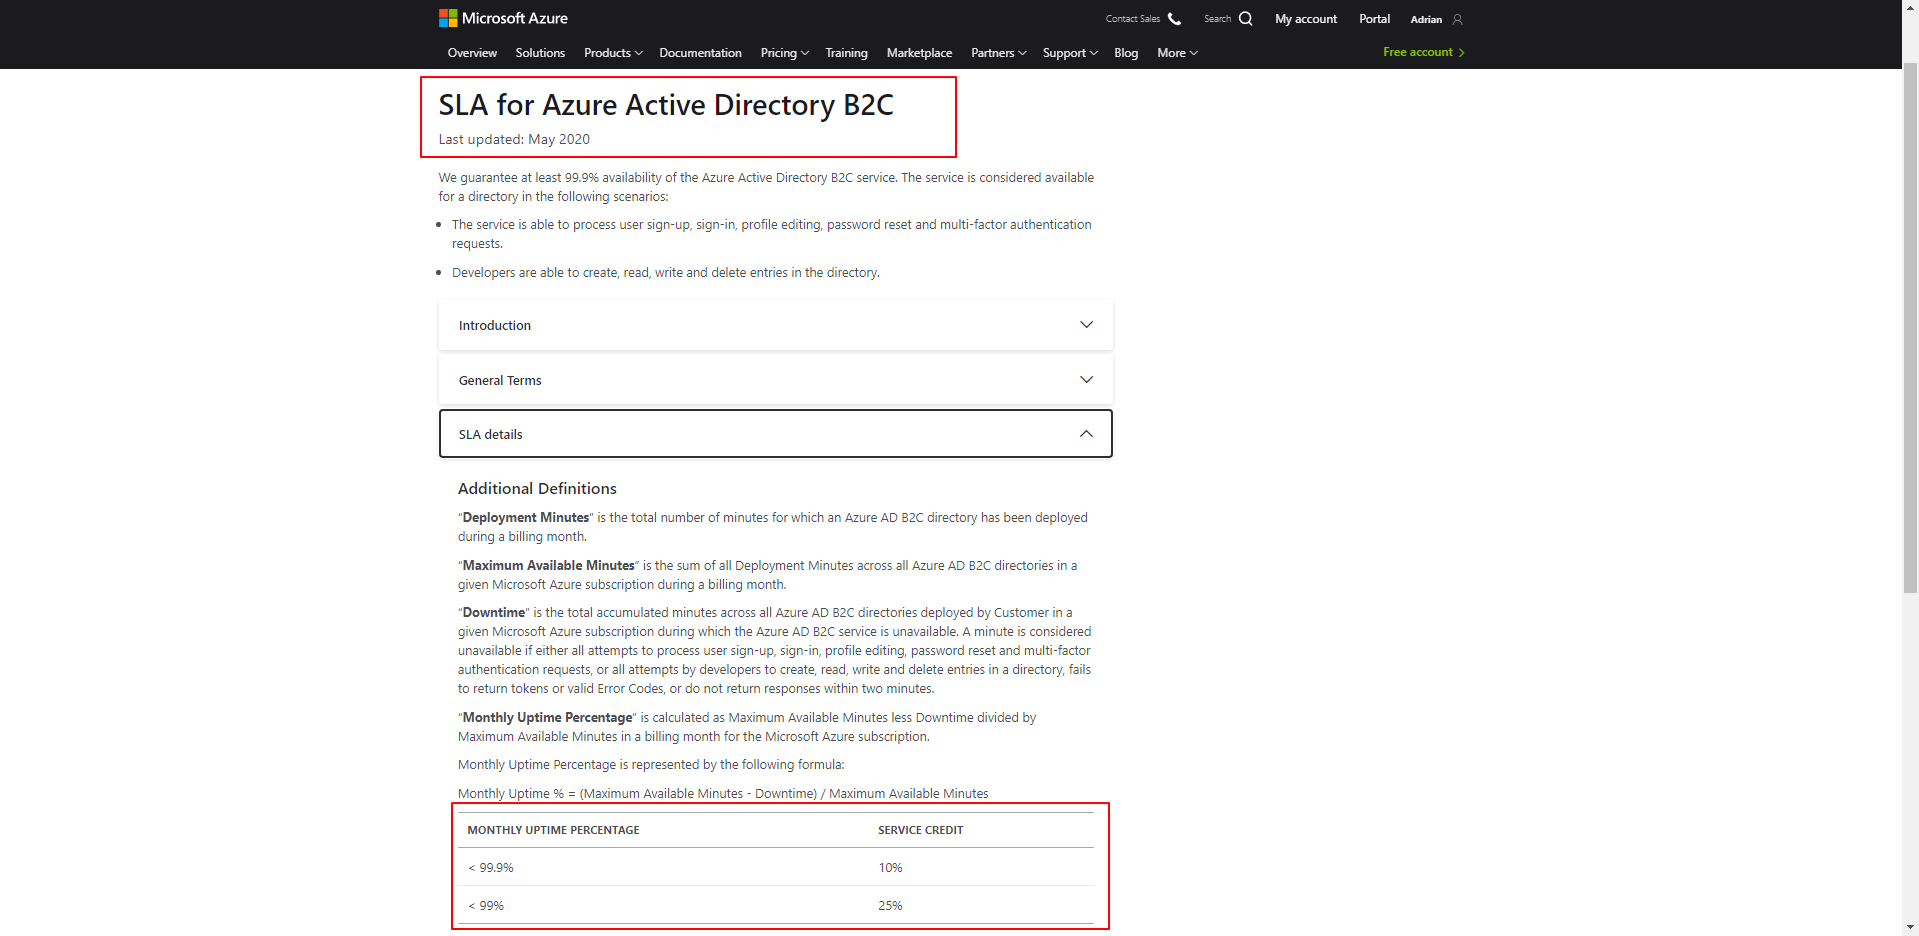 Microsoft Azure
Contact Sales Search My account Portal Adrian
Overview Solutions Products Documentation Pricing Training Marketplace Partners Support Blog More Free account
SLA for Azure Active Directory B2C
Last updated: May 2020
We guarantee at least 99.9% availability of the Azure Active Directory B2C service. The service is considered available
for a directory in the following scenarios:
The service is able to process user sign-up, sign-in, profile editing, password reset and multi-factor authentication
requests.
Developers are able to create, read, write and delete entries in the directory.
Introduction
General Terms
SLA details
Additional Definitions
"Deployment Minutes" is the total number of minutes for which an Azure AD B2C directory has been deployed
during a billing month.
"Maximum Available Minutes" is the sum of all Deployment Minutes across all Azure AD B2C directories in a
given Microsoft Azure subscription during a billing month.
"Downtime" is the total accumulated minutes across all Azure AD B2C directories deployed by Customer in a
given Microsoft Azure subscription during which the Azure AD B2C service is unavailable. A minute is considered
unavailable if either all attempts to process user sign-up, sign-in, profile editing, password reset and multi-factor
authentication requests, or all attempts by developers to create, read, write and delete entries in a directory, fails
to return tokens or valid Error Codes, or do not return responses within two minutes.
"Monthly Uptime Percentage" is calculated as Maximum Available Minutes less Downtime divided by
Maximum Available Minutes in a billing month for the Microsoft Azure subscription.
Monthly Uptime Percentage is represented by the following formula:
Monthly Uptime % = (Maximum Available Minutes - Downtime) / Maximum Available Minutes
MONTHLY UPTIME PERCENTAGE SERVICE CREDIT
< 99.9% 10%
< 99% 25%